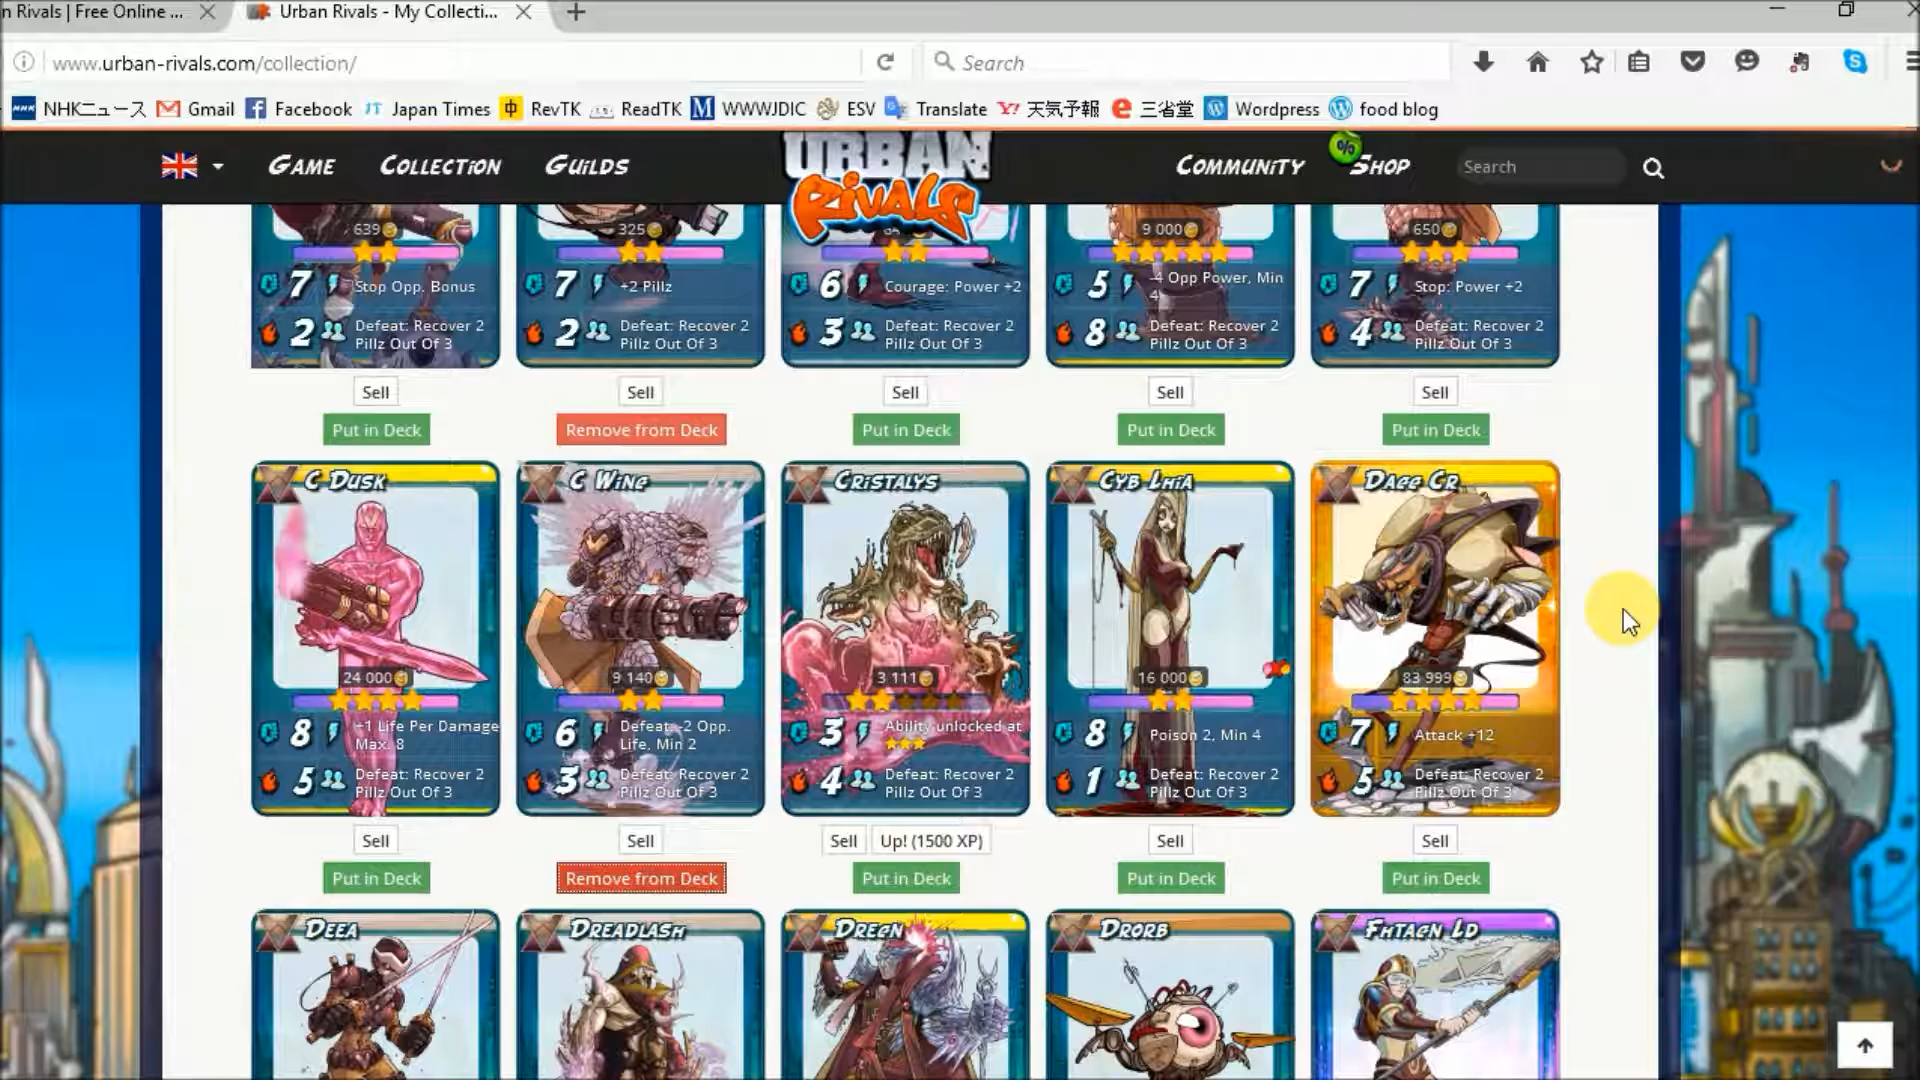 n Rivals | Free Online ...
Urban Rivals - My Collecti...
www.urban-rivals.com/collection/
Search
NHKニュース Gmail Facebook Japan Times RevTK ReadTK WWWJDIC ESV Translate 天気予報 三省堂 Wordpress food blog
GAME COLLECTION GUILDS URBAN RIVALS COMMUNITY % SHOP Search
639 325 9 000 650
7 Stop Opp. Bonus
2 Defeat: Recover 2 Pillz Out Of 3
7 +2 Pillz
2 Defeat: Recover 2 Pillz Out Of 3
6 Courage: Power +2
3 Defeat: Recover 2 Pillz Out Of 3
5 -4 Opp Power, Min 4
8 Defeat: Recover 2 Pillz Out Of 3
7 Stop: Power +2
4 Defeat: Recover 2 Pillz Out Of 3
Sell Sell Sell Sell Sell
Put in Deck Remove from Deck Put in Deck Put in Deck Put in Deck
C DUSK
24 000
8 +1 Life Per Damage Max. 8
5 Defeat: Recover 2 Pillz Out Of 3
C WING
9 140
6 Defeat: -2 Opp. Life, Min 2
3 Defeat: Recover 2 Pillz Out Of 3
CRISTALYS
3 111
3 Ability unlocked at
4 Defeat: Recover 2 Pillz Out Of 3
CYB LHIA
16 000
8 Poison 2, Min 4
1 Defeat: Recover 2 Pillz Out Of 3
DAGG CR
83 999
7 Attack +12
5 Defeat: Recover 2 Pillz Out Of 3
Sell Sell Sell Up! (1500 XP) Sell Sell
Put in Deck Remove from Deck Put in Deck Put in Deck Put in Deck
DEEA DREADLASH DREGN DRORB FHTAGN LD